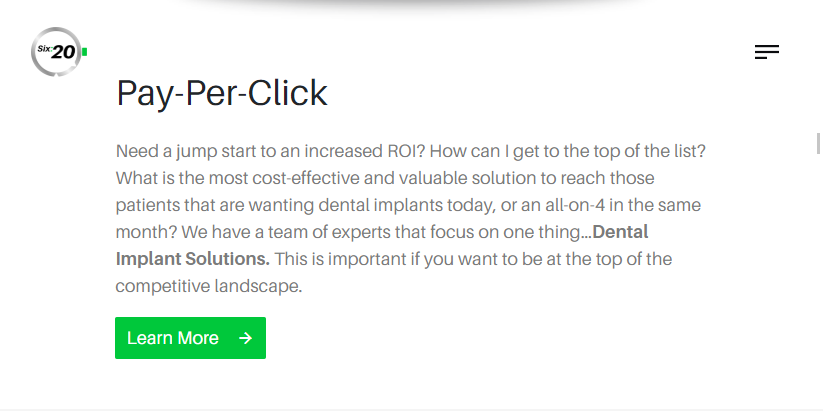 Six:20
Pay-Per-Click
Need a jump start to an increased ROI? How can I get to the top of the list?
What is the most cost-effective and valuable solution to reach those
patients that are wanting dental implants today, or an all-on-4 in the same
month? We have a team of experts that focus on one thing…Dental
Implant Solutions. This is important if you want to be at the top of the
competitive landscape.
Learn More →